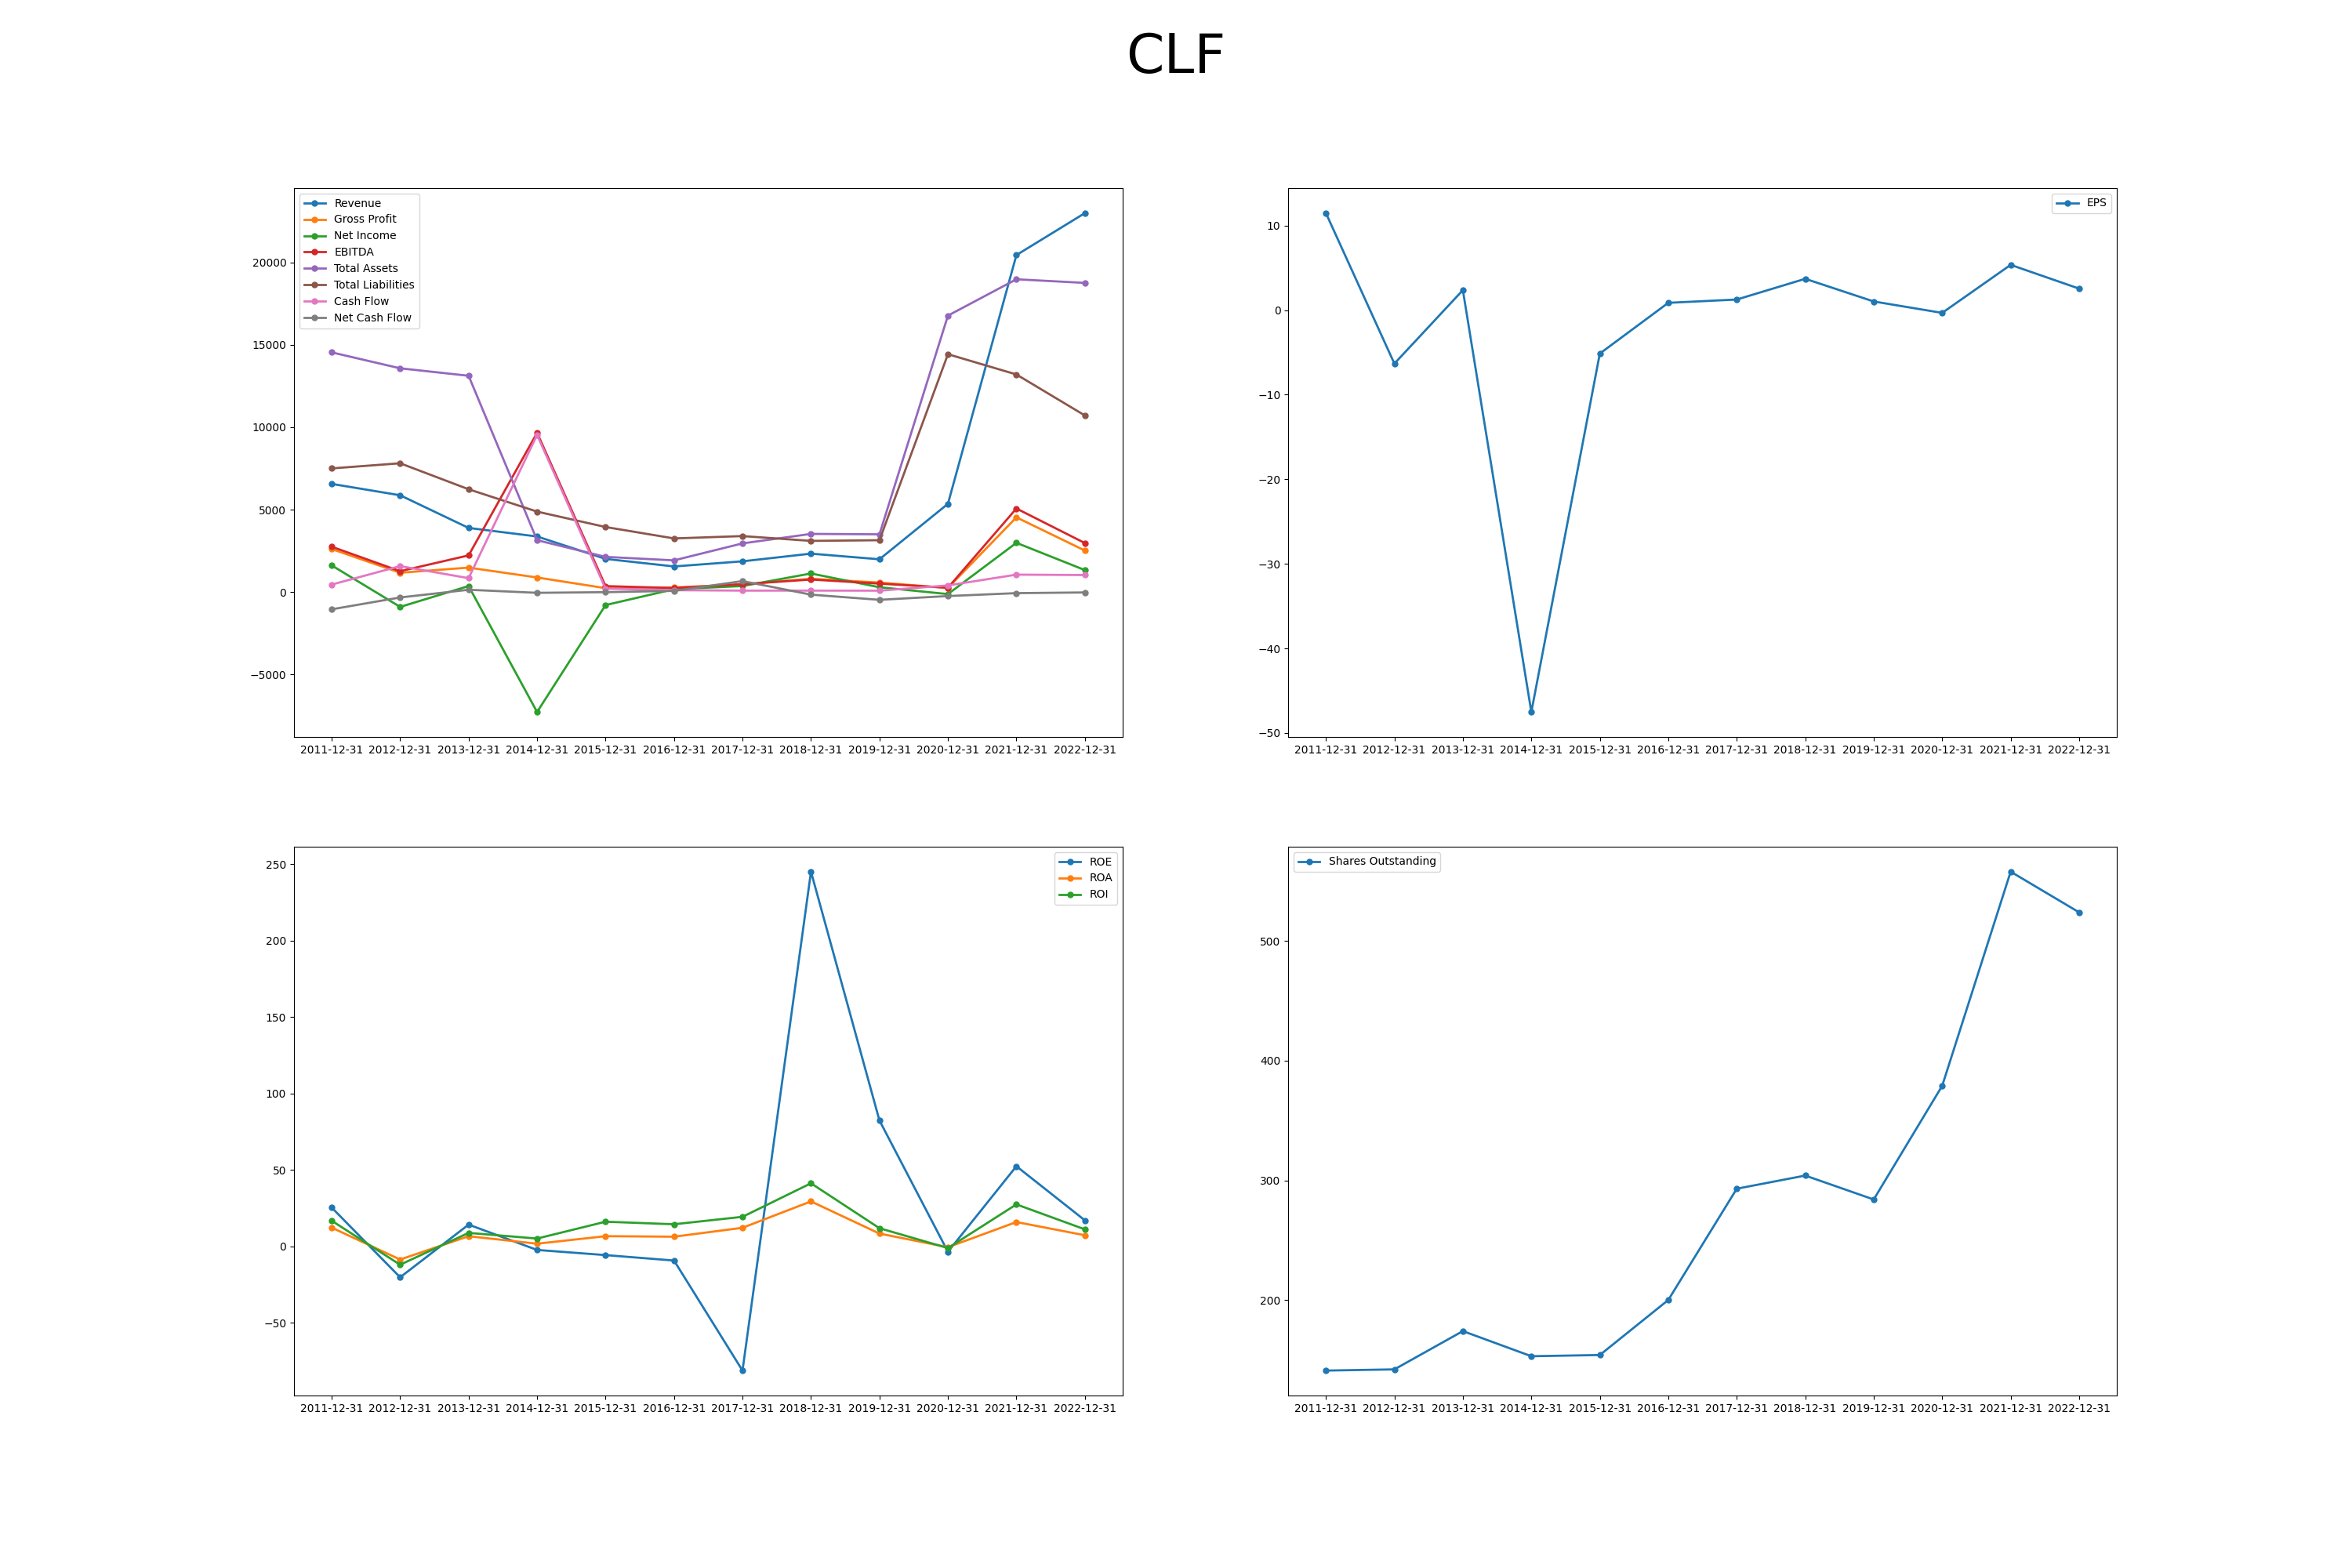 CLF
Revenue
Gross Profit
Net Income
EBITDA
Total Assets
Total Liabilities
Cash Flow
Net Cash Flow
20000
15000
10000
5000
0
−5000
2011-12-31 2012-12-31 2013-12-31 2014-12-31 2015-12-31 2016-12-31 2017-12-31 2018-12-31 2019-12-31 2020-12-31 2021-12-31 2022-12-31
EPS
10
0
−10
−20
−30
−40
−50
2011-12-31 2012-12-31 2013-12-31 2014-12-31 2015-12-31 2016-12-31 2017-12-31 2018-12-31 2019-12-31 2020-12-31 2021-12-31 2022-12-31
ROE
ROA
ROI
250
200
150
100
50
0
−50
2011-12-31 2012-12-31 2013-12-31 2014-12-31 2015-12-31 2016-12-31 2017-12-31 2018-12-31 2019-12-31 2020-12-31 2021-12-31 2022-12-31
Shares Outstanding
500
400
300
200
2011-12-31 2012-12-31 2013-12-31 2014-12-31 2015-12-31 2016-12-31 2017-12-31 2018-12-31 2019-12-31 2020-12-31 2021-12-31 2022-12-31